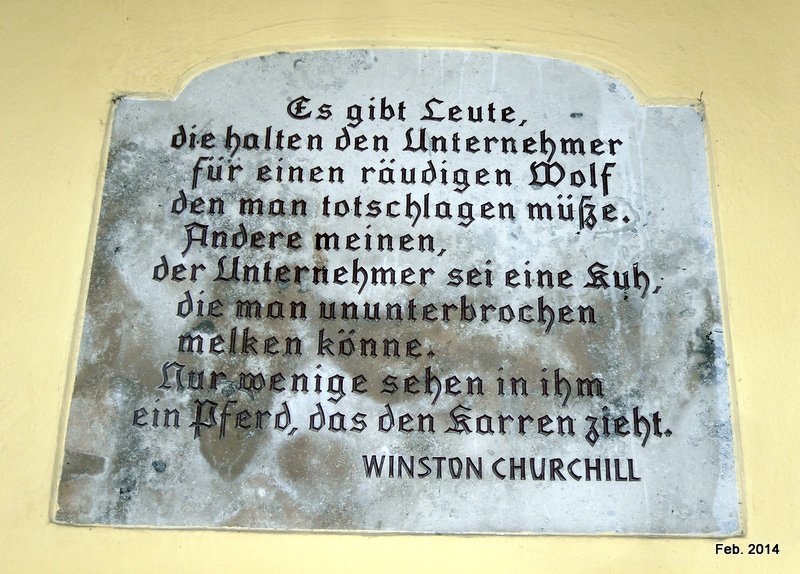 Es gibt Leute,
die halten den Unternehmer
für einen räudigen Wolf
den man totschlagen müße.
Andere meinen,
der Unternehmer sei eine Kuh,
die man ununterbrochen
melken könne.
Nur wenige sehen in ihm
ein Pferd, das den Karren zieht.
WINSTON CHURCHILL
Feb. 2014